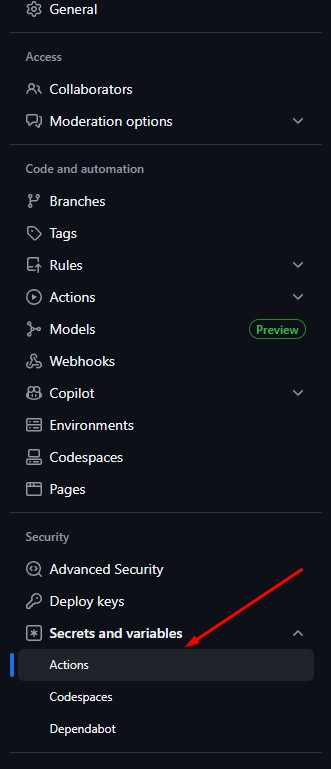 General
Access
Collaborators
Moderation options
Code and automation
Branches
Tags
Rules
Actions
Models Preview
Webhooks
Copilot
Environments
Codespaces
Pages
Security
Advanced Security
Deploy keys
Secrets and variables
Actions
Codespaces
Dependabot